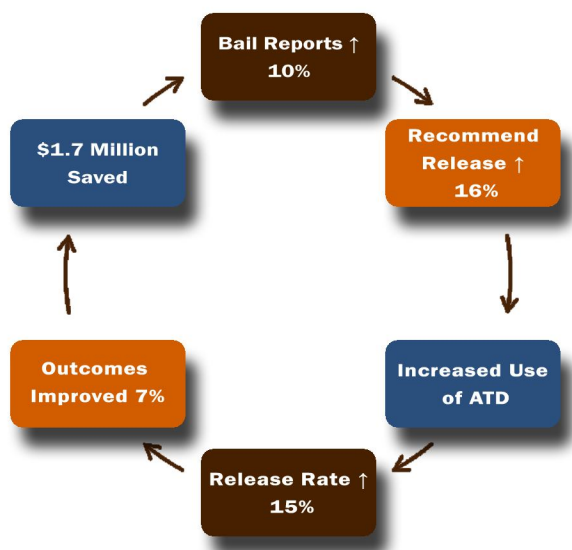 Bail Reports ↑
10%
Recommend
Release ↑
16%
Increased Use
of ATD
Release Rate ↑
15%
Outcomes
Improved 7%
$1.7 Million
Saved